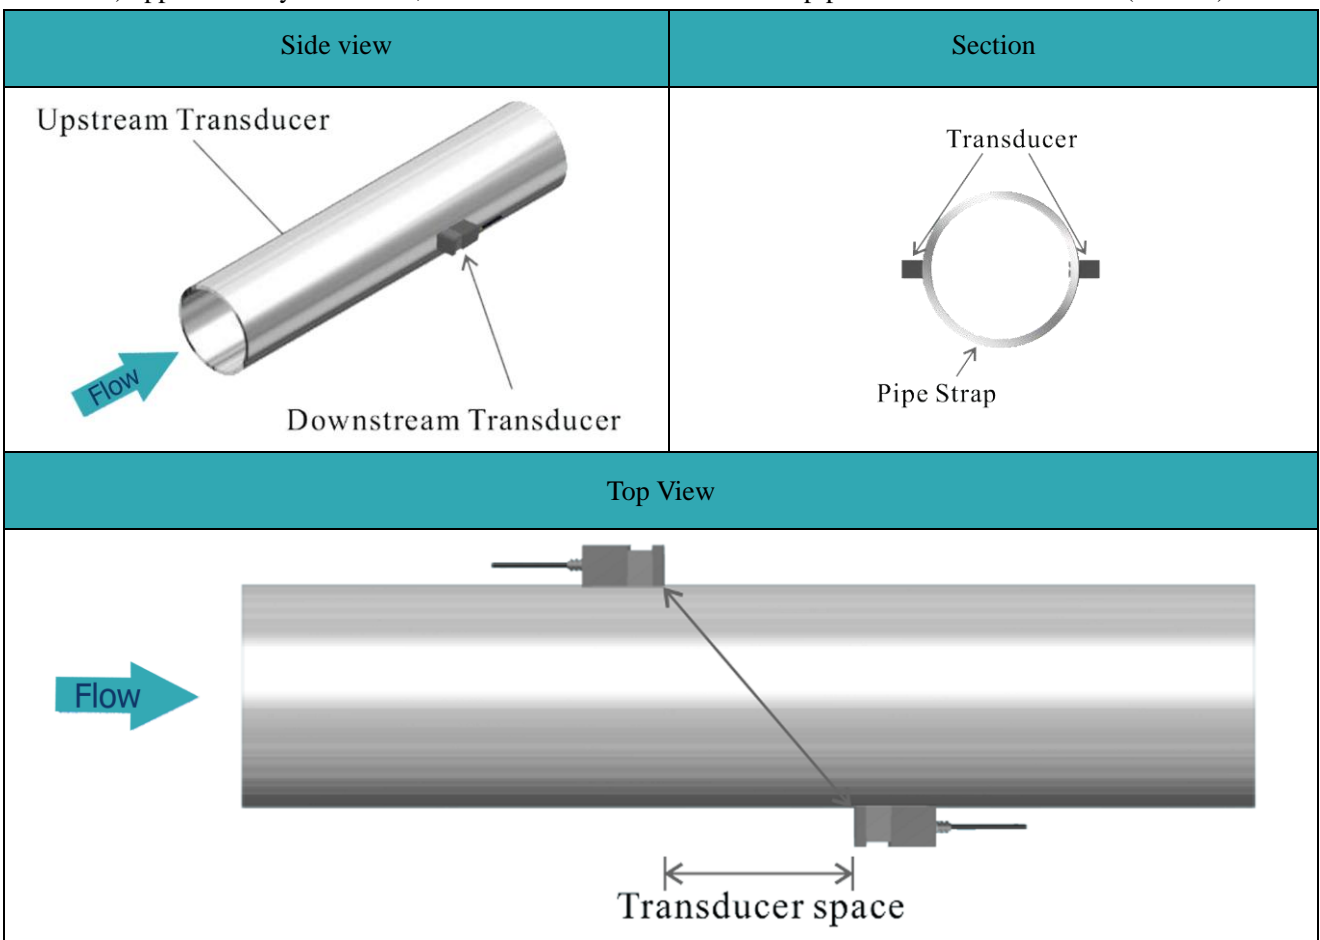 Side view
Section
Upstream Transducer
Flow
Downstream Transducer
Transducer
Pipe Strap
Top View
Flow
Transducer space